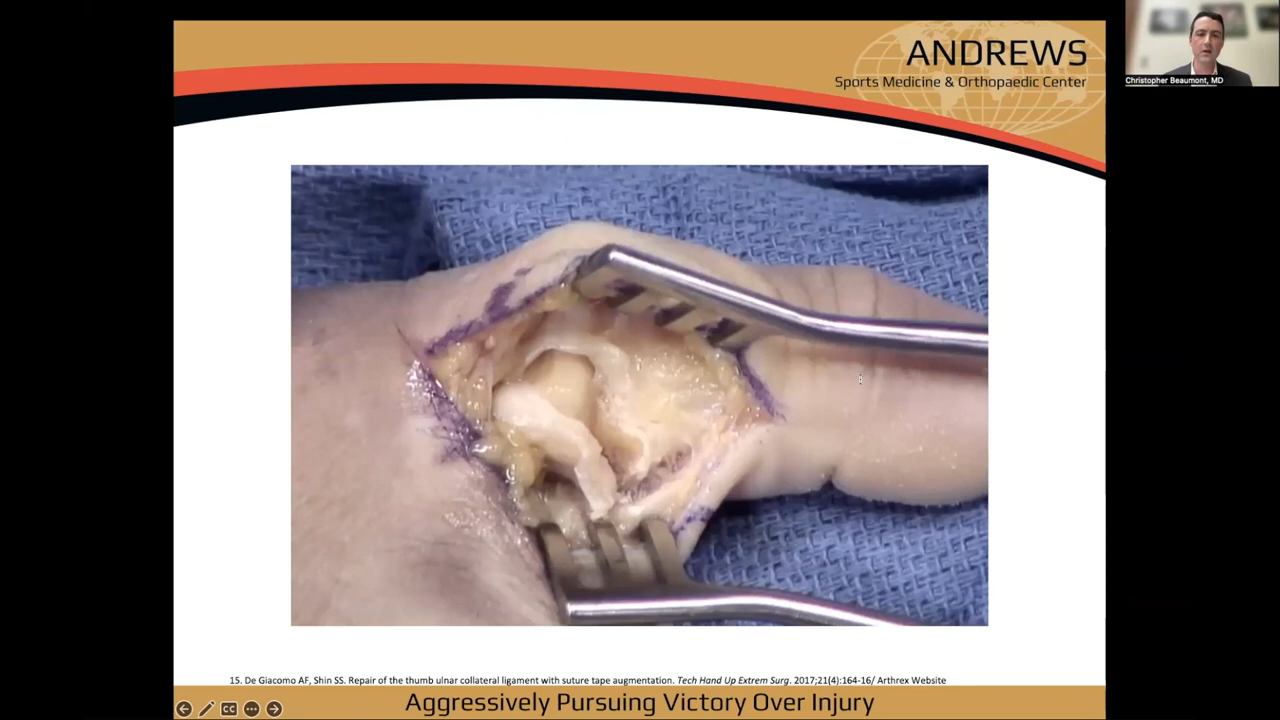 ANDREWS
Sports Medicine & Orthopaedic Center
Christopher Beaumont, MD
15. De Giacomo AF, Shin SS. Repair of the thumb ulnar collateral ligament with suture tape augmentation. Tech Hand Up Extrem Surg. 2017;21(4):164-16/ Arthrex Website
Aggressively Pursuing Victory Over Injury
CC